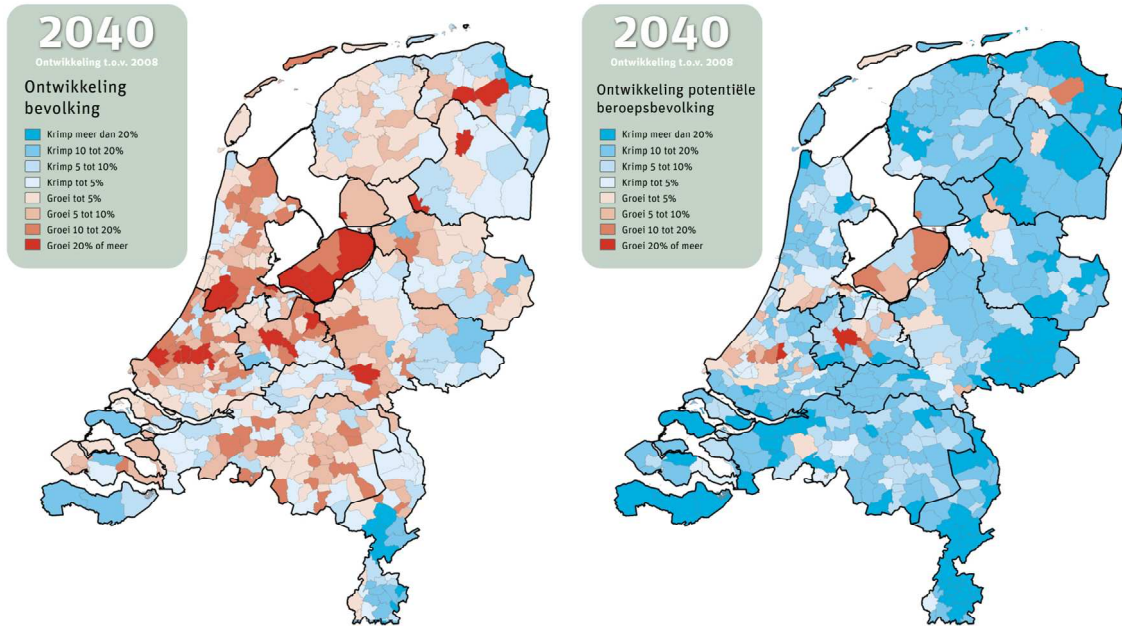 2040
Ontwikkeling t.o.v. 2008
Ontwikkeling
bevolking
Krimp meer dan 20%
Krimp 10 tot 20%
Krimp 5 tot 10%
Krimp tot 5%
Groei tot 5%
Groei 5 tot 10%
Groei 10 tot 20%
Groei 20% of meer
2040
Ontwikkeling t.o.v. 2008
Ontwikkeling potentiële
beroepsbevolking
Krimp meer dan 20%
Krimp 10 tot 20%
Krimp 5 tot 10%
Krimp tot 5%
Groei tot 5%
Groei 5 tot 10%
Groei 10 tot 20%
Groei 20% of meer